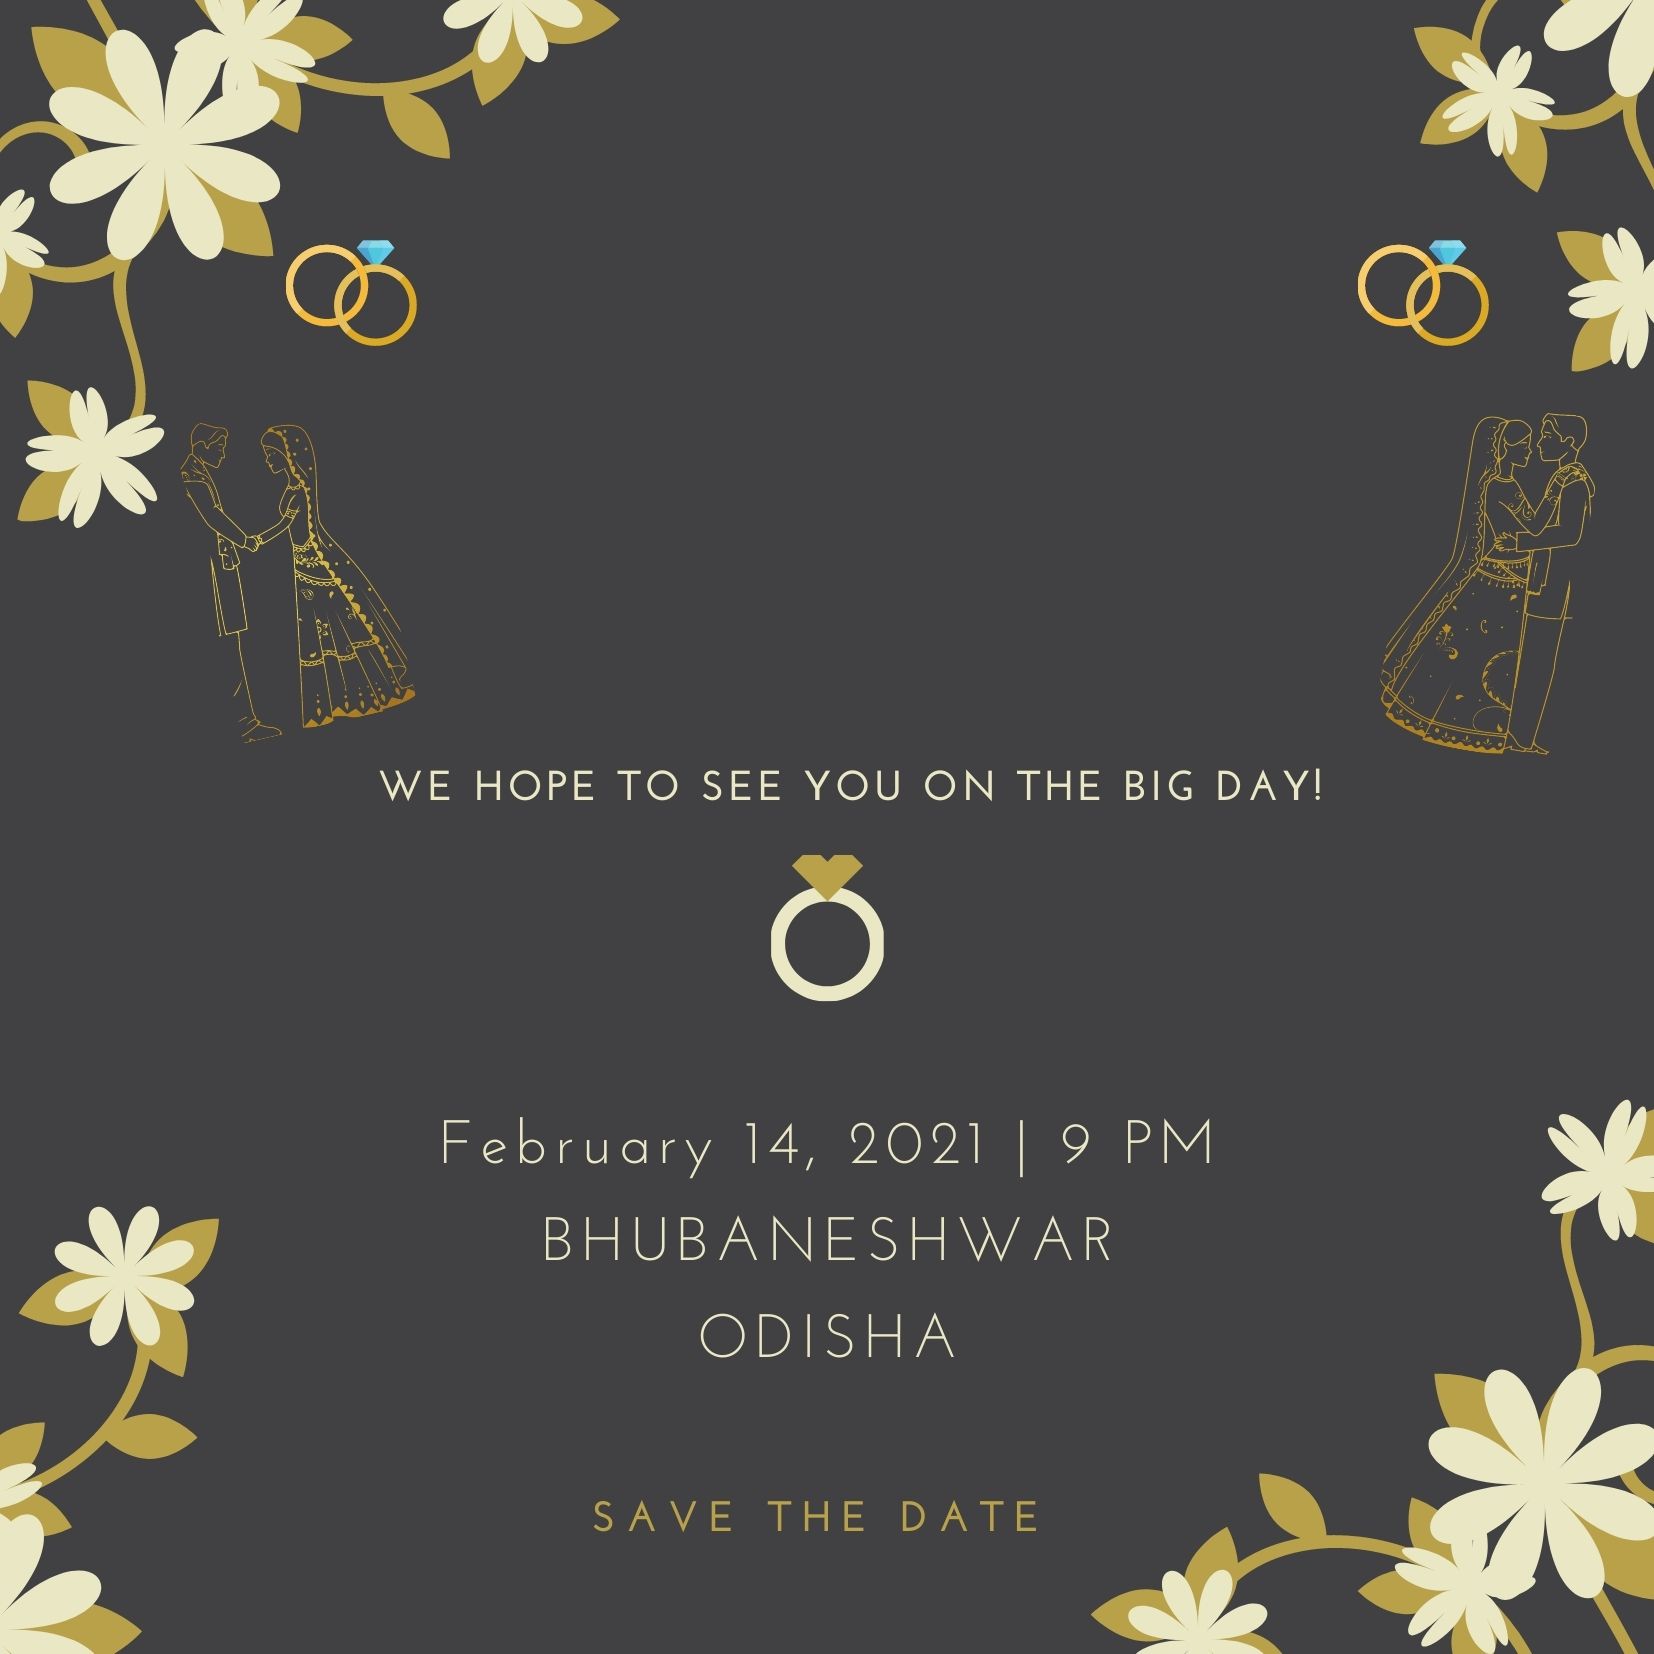 WE HOPE TO SEE YOU ON THE BIG DAY!
February 14, 2021 | 9 PM
BHUBANESHWAR
ODISHA
SAVE THE DATE